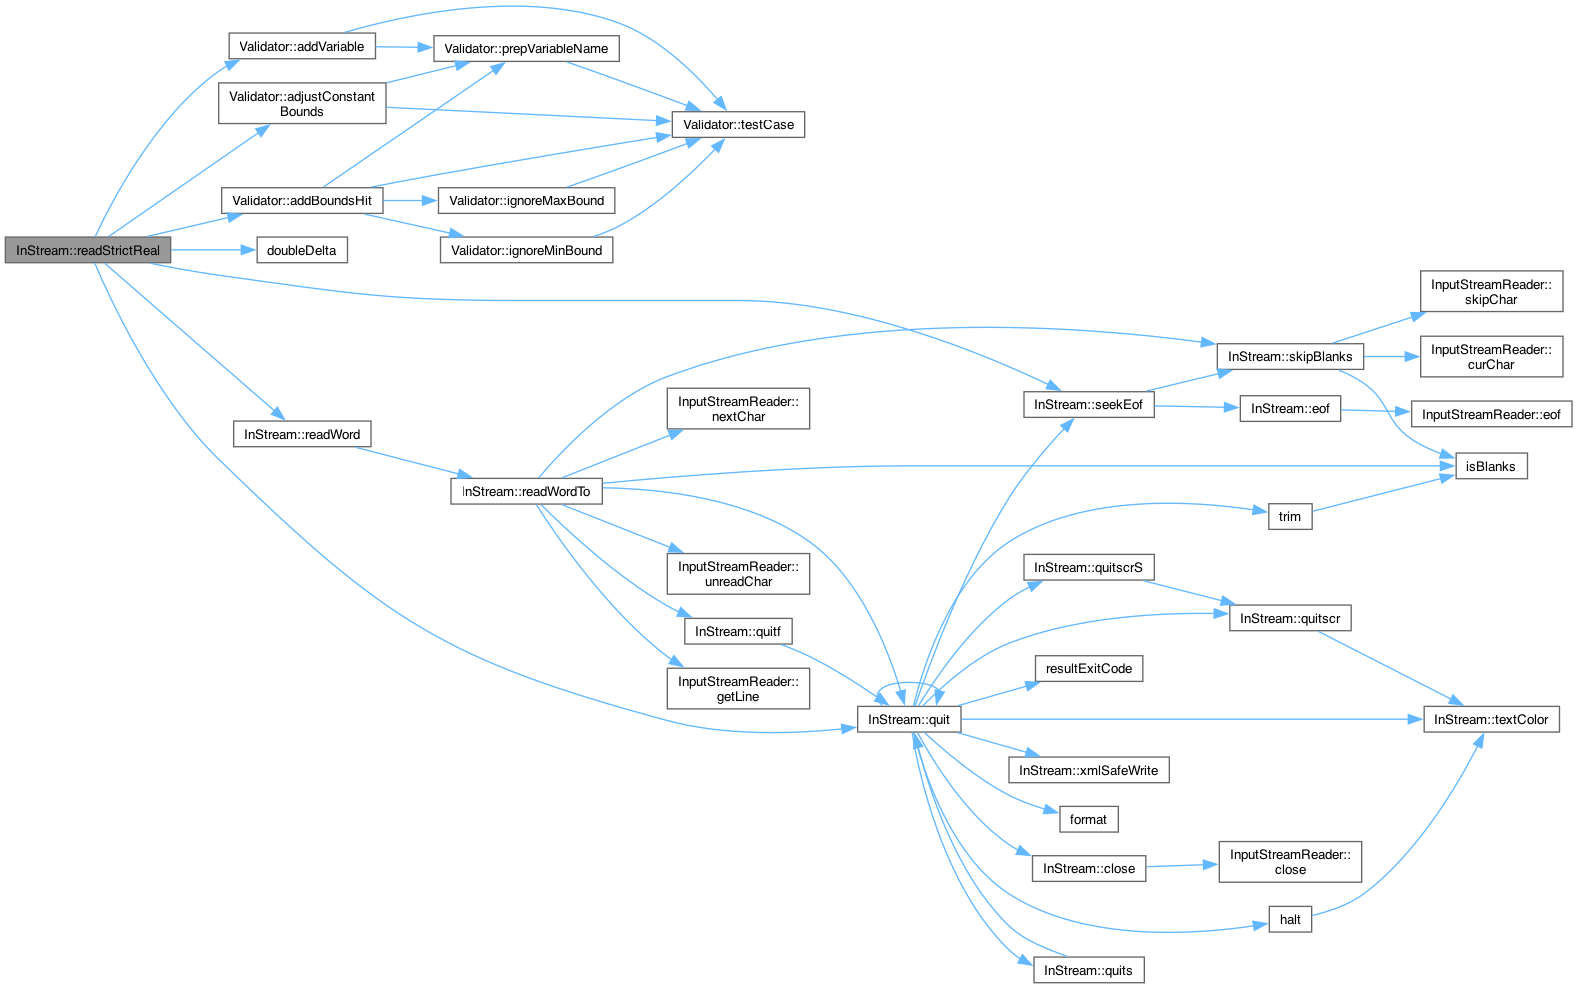 InStream::readStrictReal
Validator::addVariable
Validator::adjustConstant
Bounds
Validator::addBoundsHit
doubleDelta
InStream::readWord
Validator::prepVariableName
Validator::ignoreMaxBound
Validator::ignoreMinBound
InStream::readWordTo
Validator::testCase
InputStreamReader::
nextChar
InputStreamReader::
unreadChar
InStream::quitf
InputStreamReader::
getLine
InStream::quit
InStream::seekEof
InStream::quitscrS
resultExitCode
InStream::xmlSafeWrite
format
InStream::close
InStream::quits
InStream::skipBlanks
InStream::eof
trim
InStream::quitscr
InputStreamReader::
close
halt
InputStreamReader::
skipChar
InputStreamReader::
curChar
InputStreamReader::eof
isBlanks
InStream::textColor